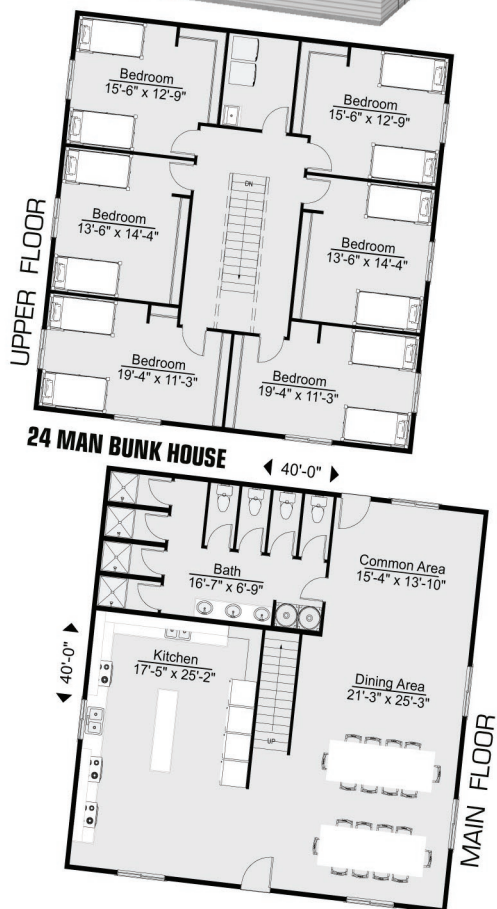 UPPER FLOOR
Bedroom
15'-6" x 12'-9"
Bedroom
15'-6" x 12'-9"
DN
Bedroom
13'-6" x 14'-4"
Bedroom
13'-6" x 14'-4"
Bedroom
19'-4" x 11'-3"
Bedroom
19'-4" x 11'-3"
24 MAN BUNK HOUSE
40'-0"
Bath
16'-7" x 6'-9"
Common Area
15'-4" x 13'-10"
40'-0"
Kitchen
17'-5" x 25'-2"
Dining Area
21'-3" x 25'-3"
UP
MAIN FLOOR